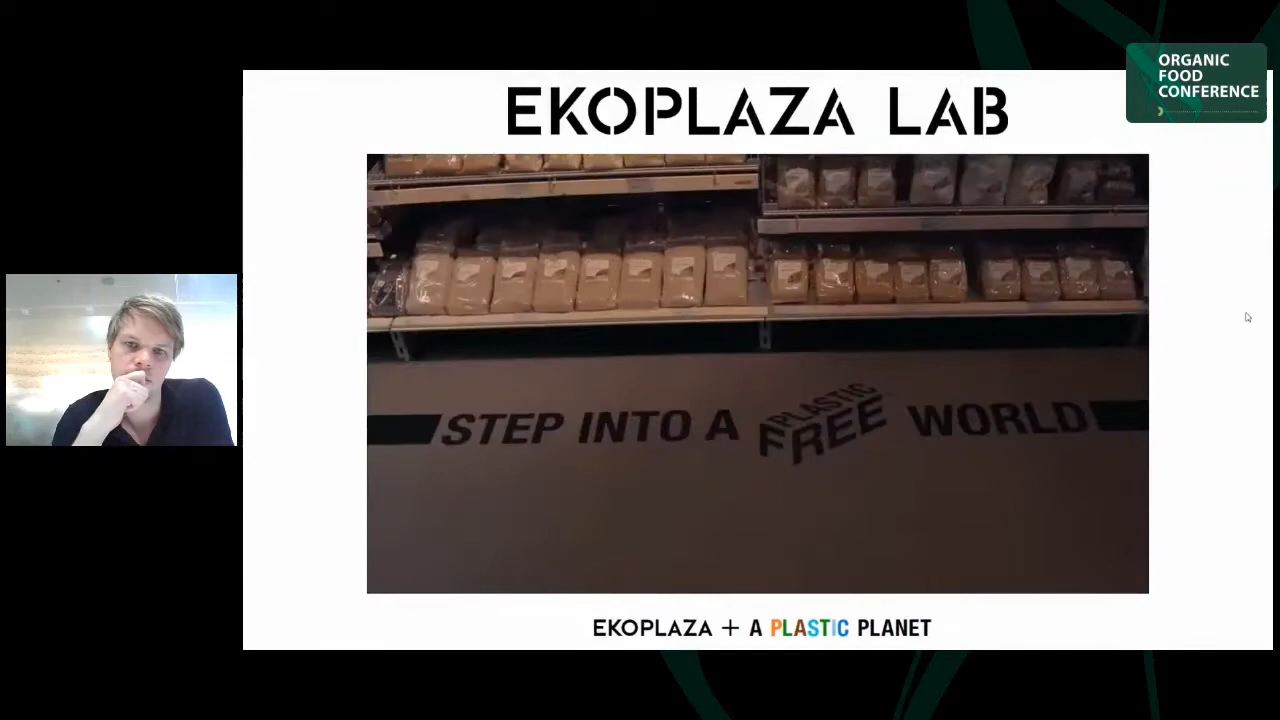 ORGANIC
FOOD
CONFERENCE
EKOPLAZA LAB
STEP INTO A PLASTIC FREE WORLD
EKOPLAZA + A PLASTIC PLANET